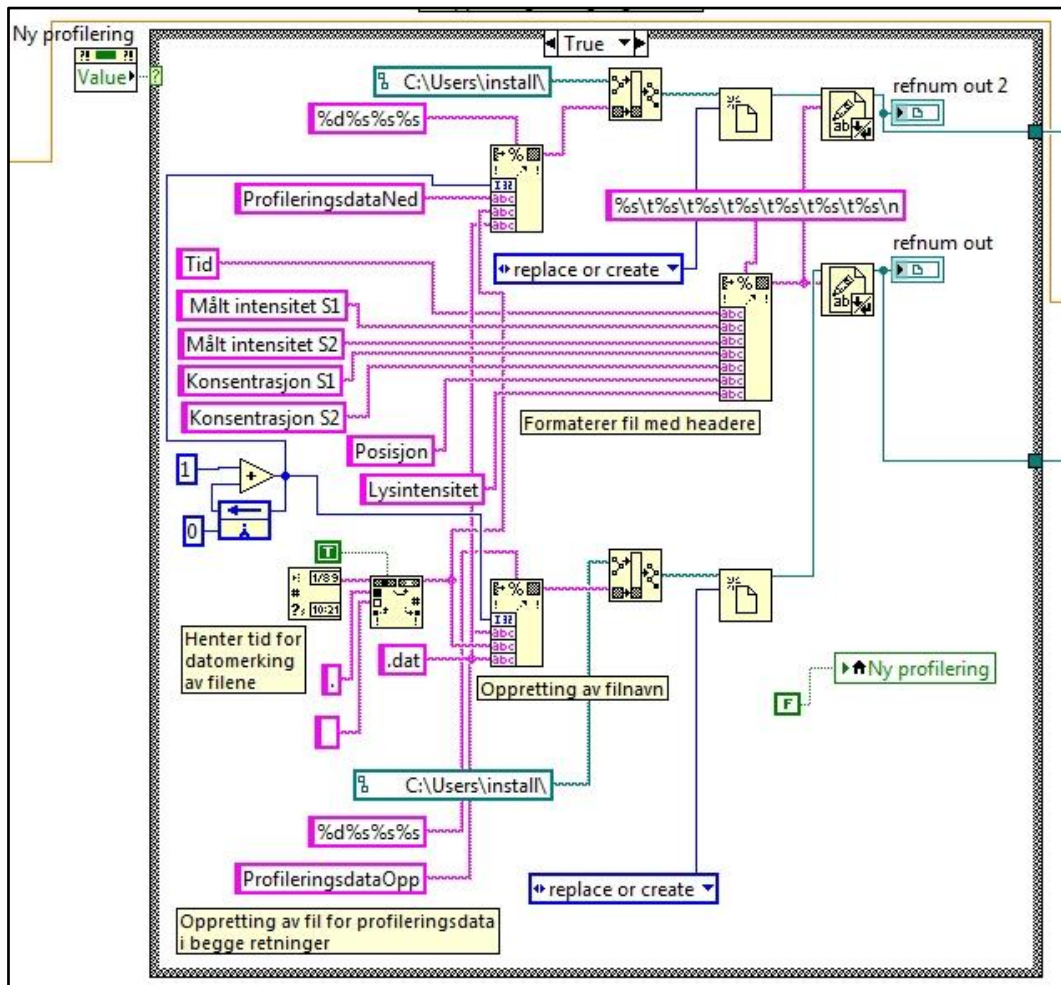 Ny profilering
Value
?
True
C:\Users\install\
refnum out 2
%d%s%s%s
ProfileringsdataNed
%s\t%s\t%s\t%s\t%s\t%s\t%s\n
refnum out
replace or create
Tid
Målt intensitet S1
Målt intensitet S2
Konsentrasjon S1
Konsentrasjon S2
Formaterer fil med headere
Posisjon
Lysintensitet
1
0
T
Henter tid for
datomerking
av filene
.dat
.
Oppretting av filnavn
Ny profilering
F
C:\Users\install\
%d%s%s%s
ProfileringsdataOpp
replace or create
Oppretting av fil for profileringsdata
i begge retninger